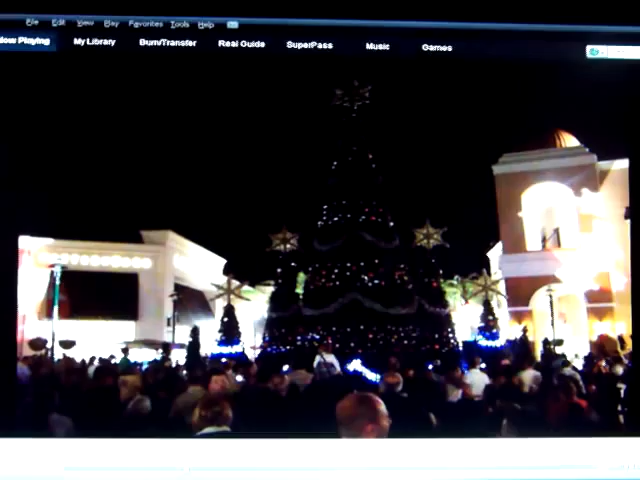 File Edit View Play Favorites Tools Help
Now Playing My Library Burn/Transfer Real Guide SuperPass Music Games